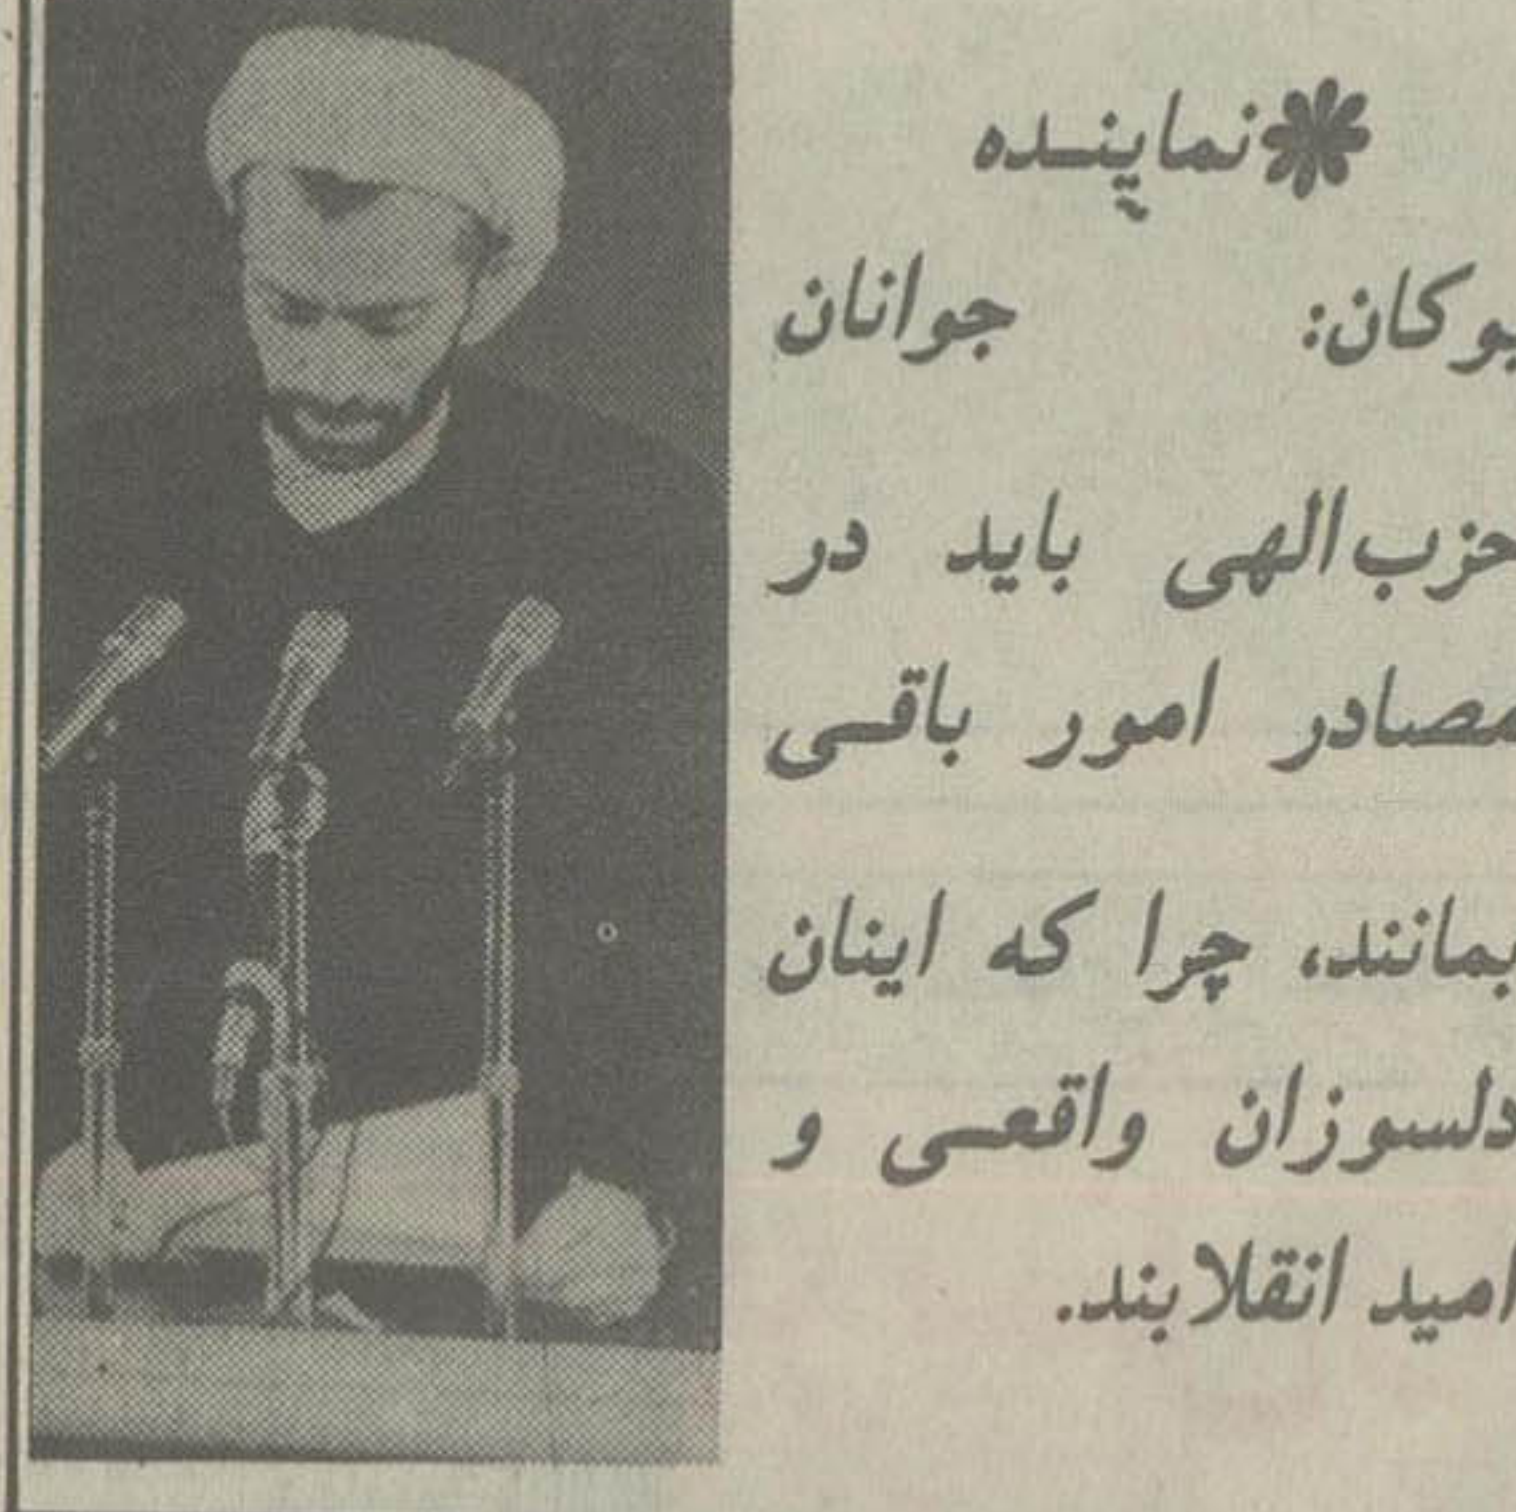 نماینده
بوکان: جوانان
حزب‌الهی باید در
مصادر امور باقی
بمانند، چرا که اینان
دلسوزان واقعی و
امید انقلابند.